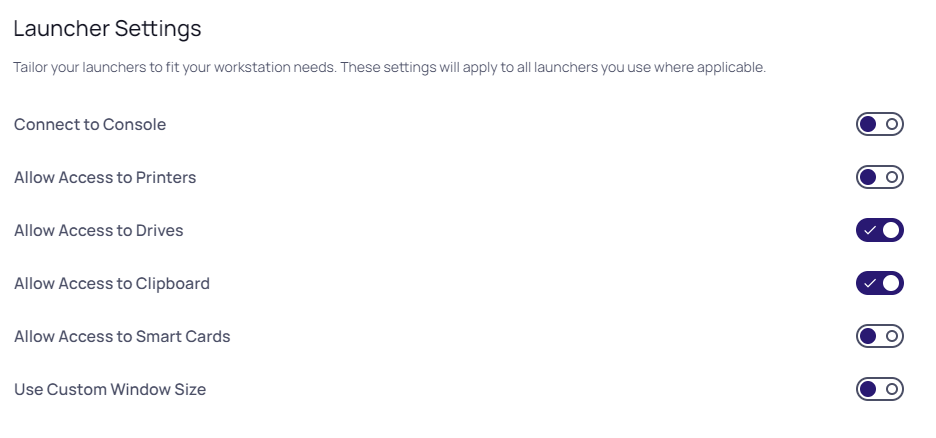 Launcher Settings
Tailor your launchers to fit your workstation needs. These settings will apply to all launchers you use where applicable.
Connect to Console
Allow Access to Printers
Allow Access to Drives
Allow Access to Clipboard
Allow Access to Smart Cards
Use Custom Window Size